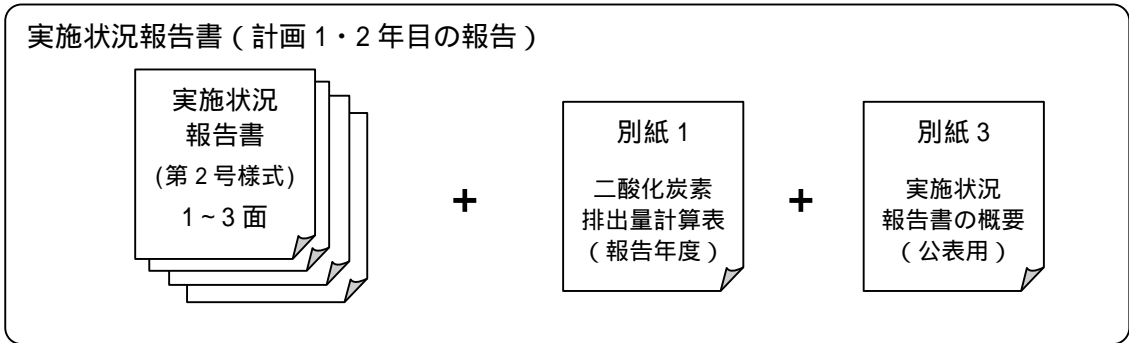 実施状況報告書（計画1・2年目の報告）
実施状況
報告書
(第2号様式)
1~3面
+
別紙1
二酸化炭素
排出量計算表
（報告年度）
+
別紙3
実施状況
報告書の概要
（公表用）